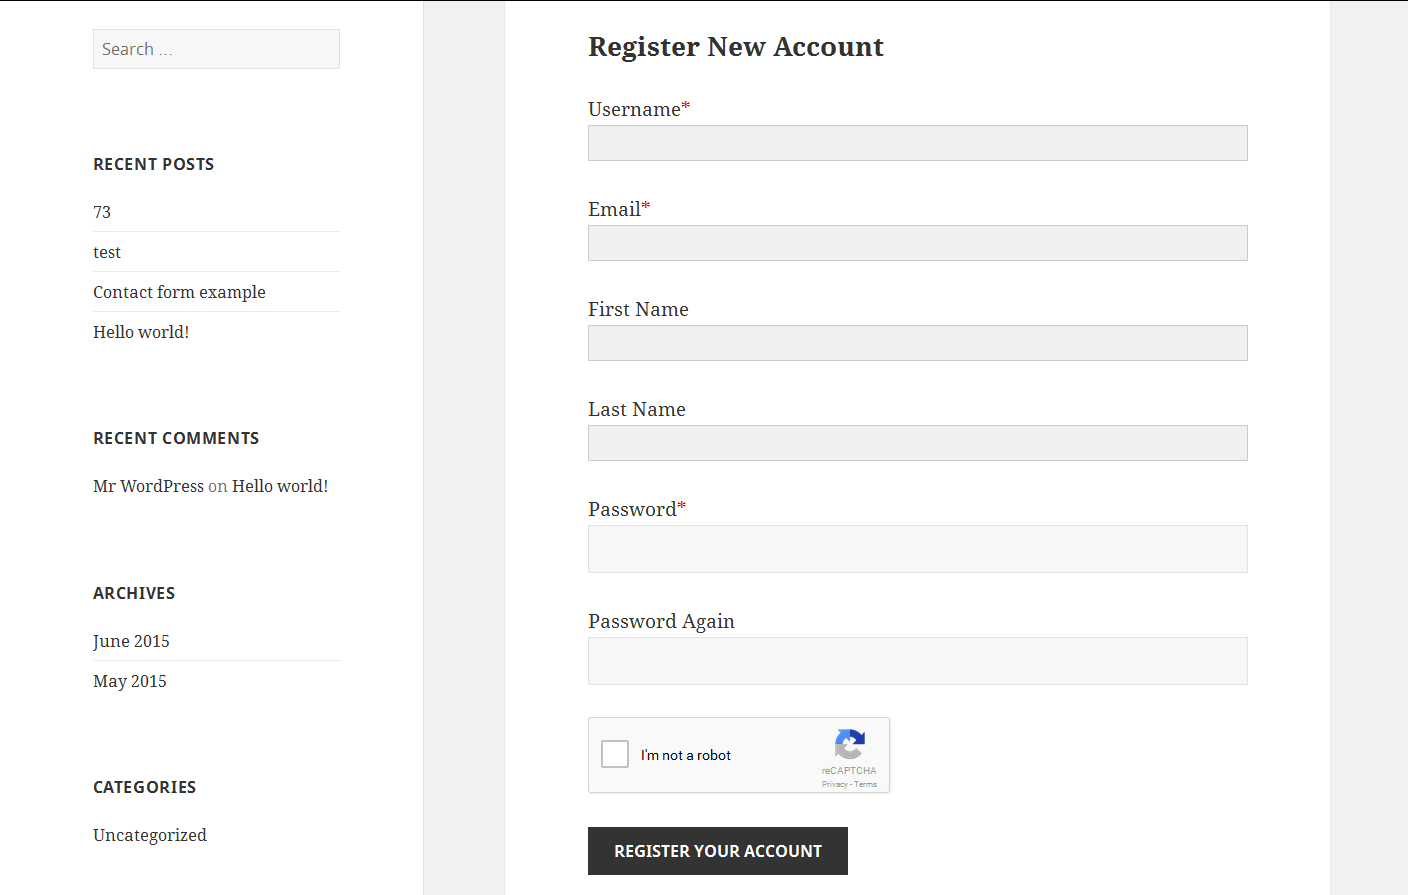 Search ...
RECENT POSTS
73
test
Contact form example
Hello world!
RECENT COMMENTS
Mr WordPress on Hello world!
ARCHIVES
June 2015
May 2015
CATEGORIES
Uncategorized
Register New Account
Username*
Email*
First Name
Last Name
Password*
Password Again
I'm not a robot
reCAPTCHA
Privacy - Terms
REGISTER YOUR ACCOUNT